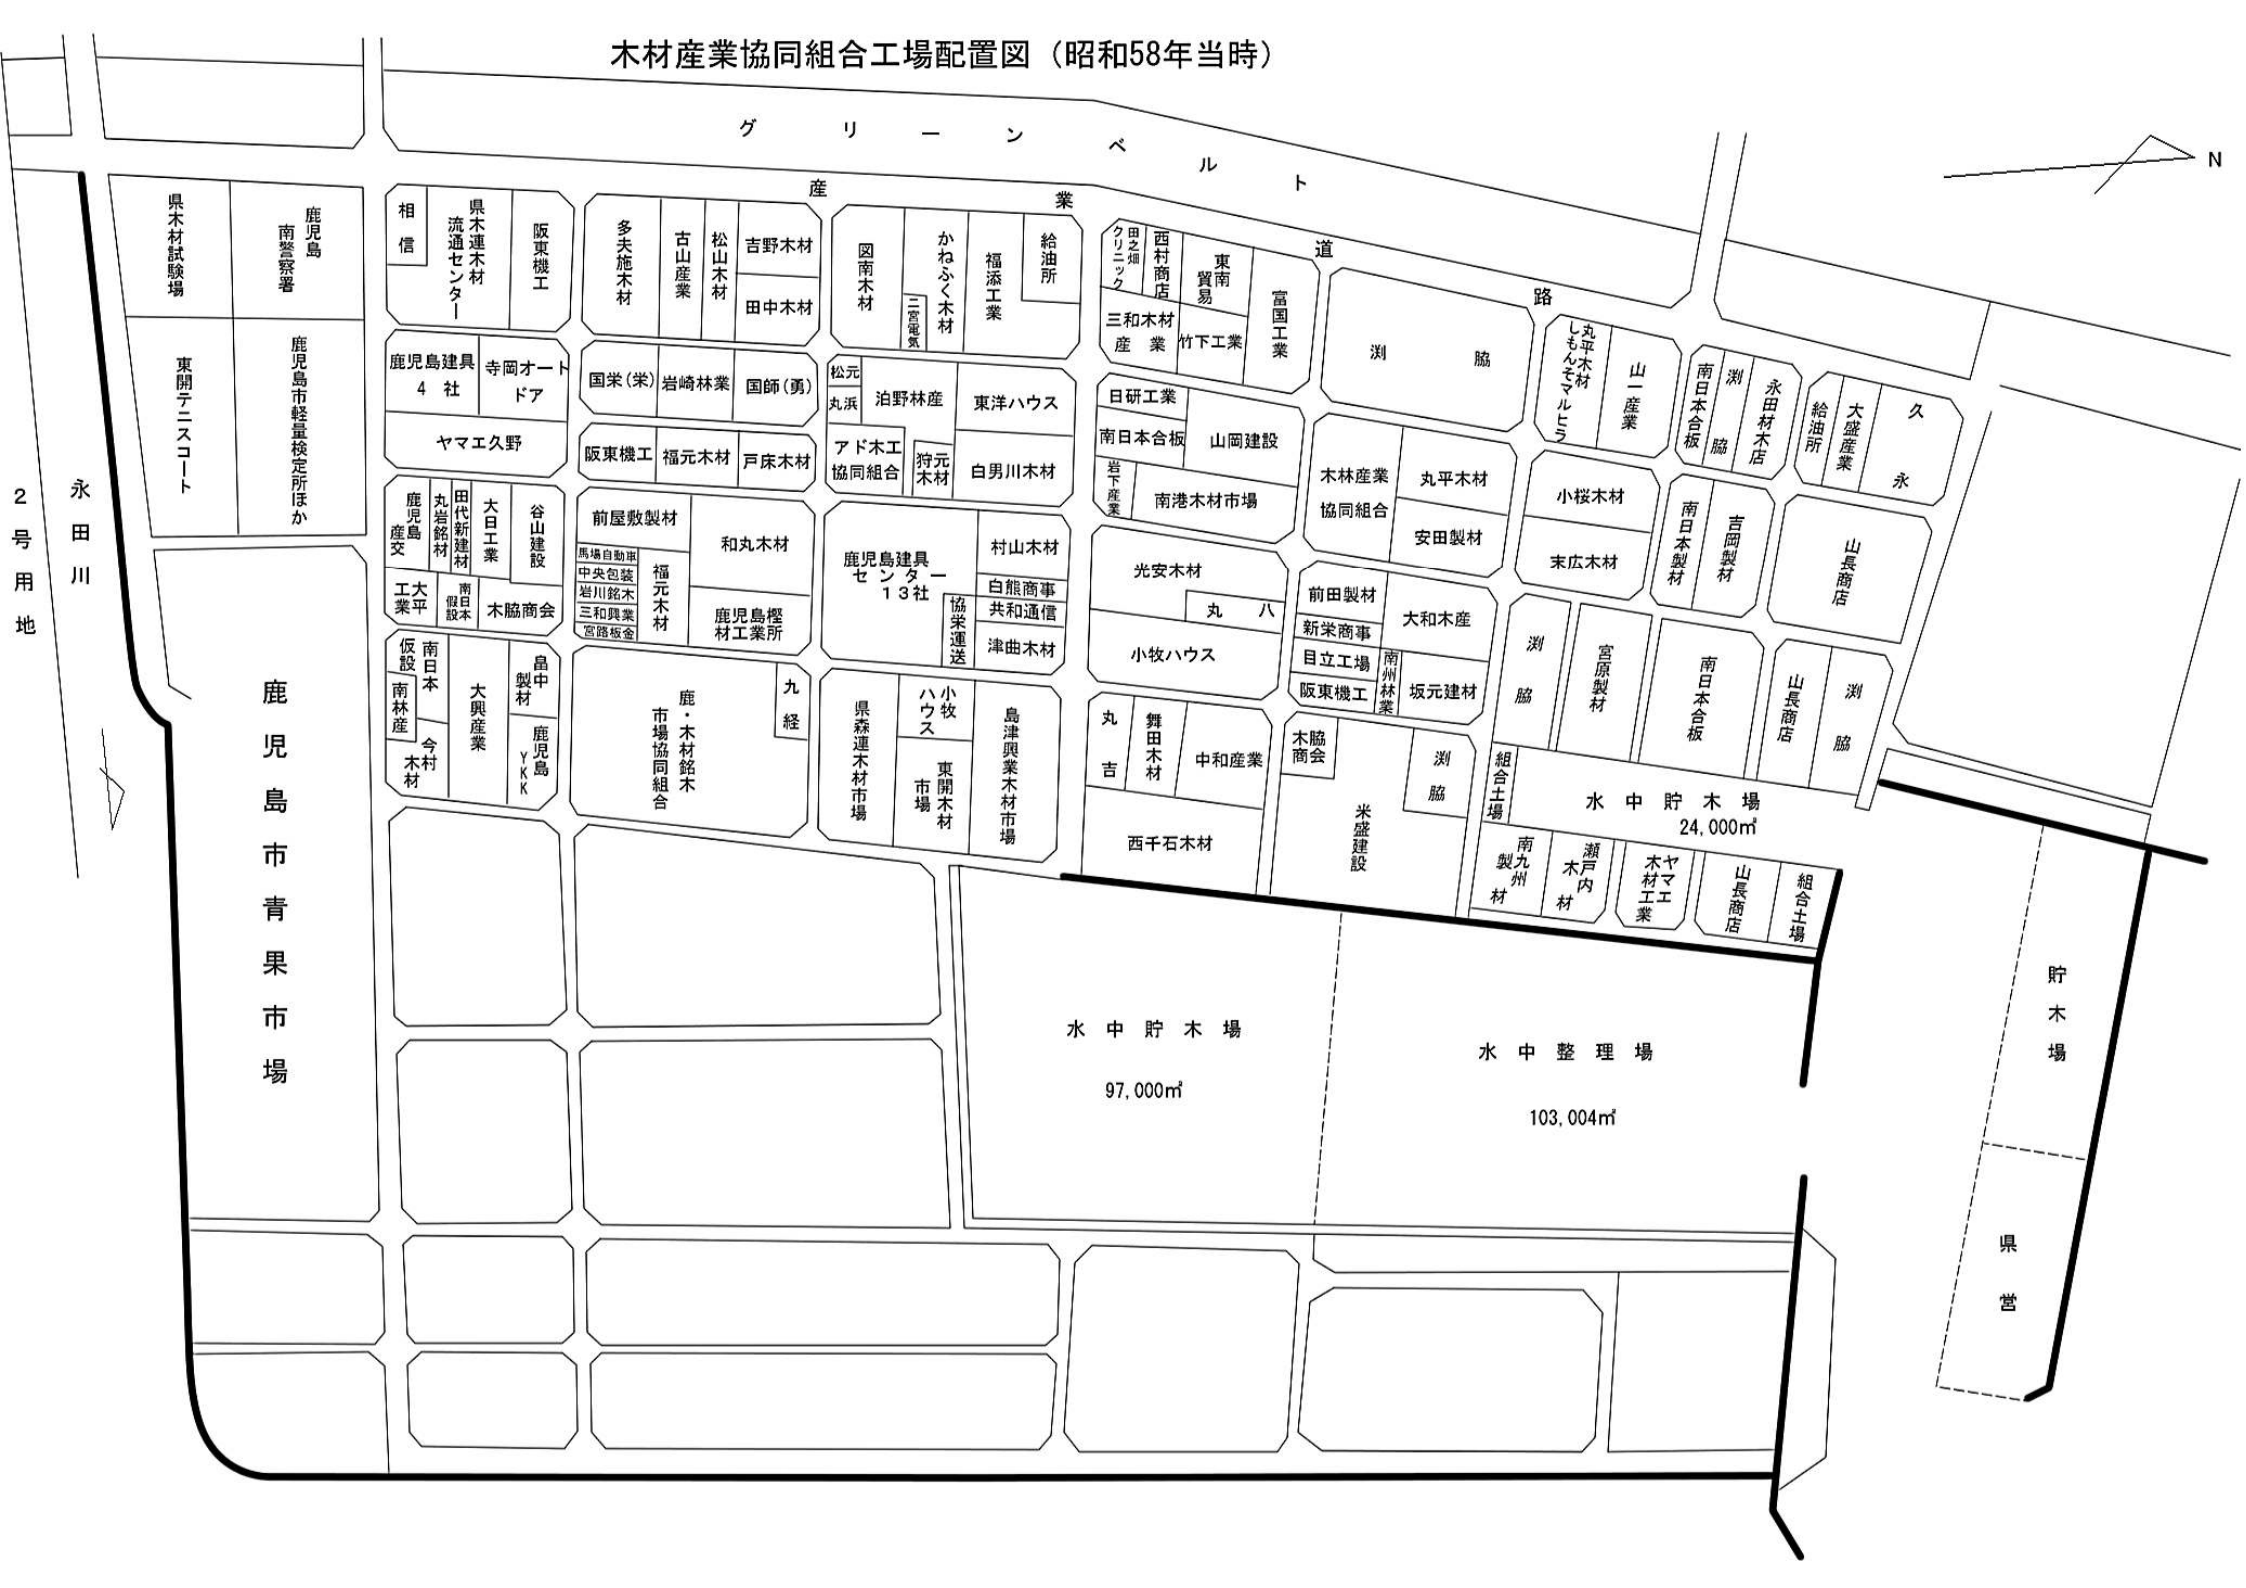 木材産業協同組合工場配置図（昭和58年当時）
グリーンベルト
産業道路
N
2号用地
永田川
県木材試験場
鹿児島
南警察署
東開テニスコート
鹿児島市軽量検定所ほか
鹿児島市青果市場
相信
県木連木材
流通センター
阪東機工
鹿児島建具
4 社
寺岡オート
ドア
ヤマエ久野
鹿児島
産交
丸岩銘材
田代新建材
大日工業
谷山建設
大平
工業
南日本
假設
木脇商会
南日本
仮設
南林産
今村
木材
大興産業
畠中
製材
鹿児島
YKK
多夫施木材
古山産業
松山木材
吉野木材
田中木材
国栄(栄)
岩崎林業
国師(勇)
阪東機工
福元木材
戸床木材
前屋敷製材
馬場自動車
中央包装
岩川銘木
三和興業
宮路板金
福元木材
和丸木材
鹿児島樫
材工業所
鹿・木材銘木
市場協同組合
九経
図南木材
かねふく木材
二宮電気
福添工業
給油所
松元
丸浜
泊野林産
東洋ハウス
アド木工
協同組合
狩元
木材
白男川木材
鹿児島建具
センター
13社
協栄運送
村山木材
白熊商事
共和通信
津曲木材
県森連木材市場
小牧
ハウス
東開木材
市場
島津興業木材市場
田之畑
クリニック
西村商店
東南
貿易
富国工業
三和木材
産 業
竹下工業
日研工業
南日本合板
岩下産業
山岡建設
南港木材市場
光安木材
丸 八
小牧ハウス
丸吉
舞田木材
中和産業
西千石木材
渕 脇
木林産業
協同組合
丸平木材
安田製材
前田製材
新栄商事
目立工場
阪東機工
南州林業
大和木産
坂元建材
木脇
商会
渕脇
米盛建設
丸平木材
しもんそマルヒラ
山一産業
小桜木材
末広木材
渕脇
宮原製材
南日本合板
渕脇
永田材木店
南日本製材
吉岡製材
南日本合板
給油所
大盛産業
久永
山長商店
山長商店
渕脇
組合土場
水中貯木場
24,000㎡
南九州
製材
瀬戸内
木材
ヤマエ
木材工業
山長商店
組合土場
水中貯木場
97,000㎡
水中整理場
103,004㎡
貯木場
県営